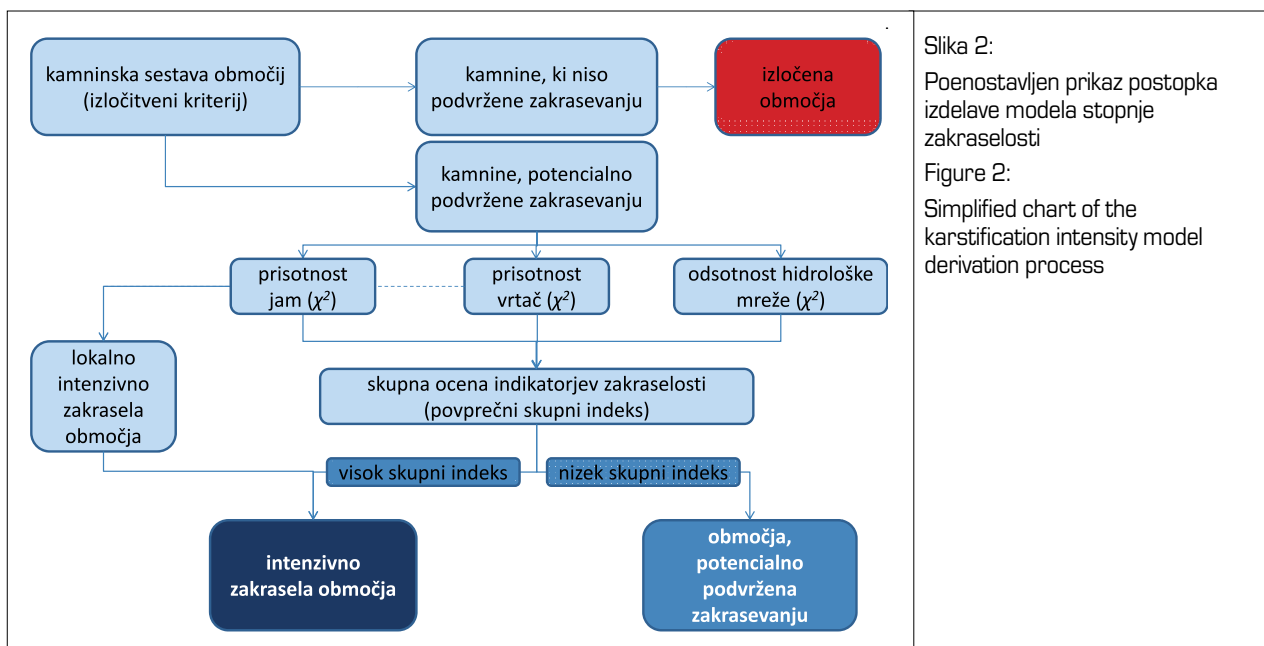 kamninska sestava območij
(izločitveni kriterij)
kamnine, ki niso
podvržene zakrasevanju
izločena
območja
kamnine, potencialno
podvržene zakrasevanju
prisotnost
jam (χ²)
prisotnost
vrtač (χ²)
odsotnost hidrološke
mreže (χ²)
lokalno
intenzivno
zakrasela
območja
skupna ocena indikatorjev zakraselosti
(povprečni skupni indeks)
visok skupni indeks
nizek skupni indeks
intenzivno
zakrasela območja
območja,
potencialno
podvržena
zakrasevanju
Slika 2:
Poenostavljen prikaz postopka
izdelave modela stopnje
zakraselosti
Figure 2:
Simplified chart of the
karstification intensity model
derivation process